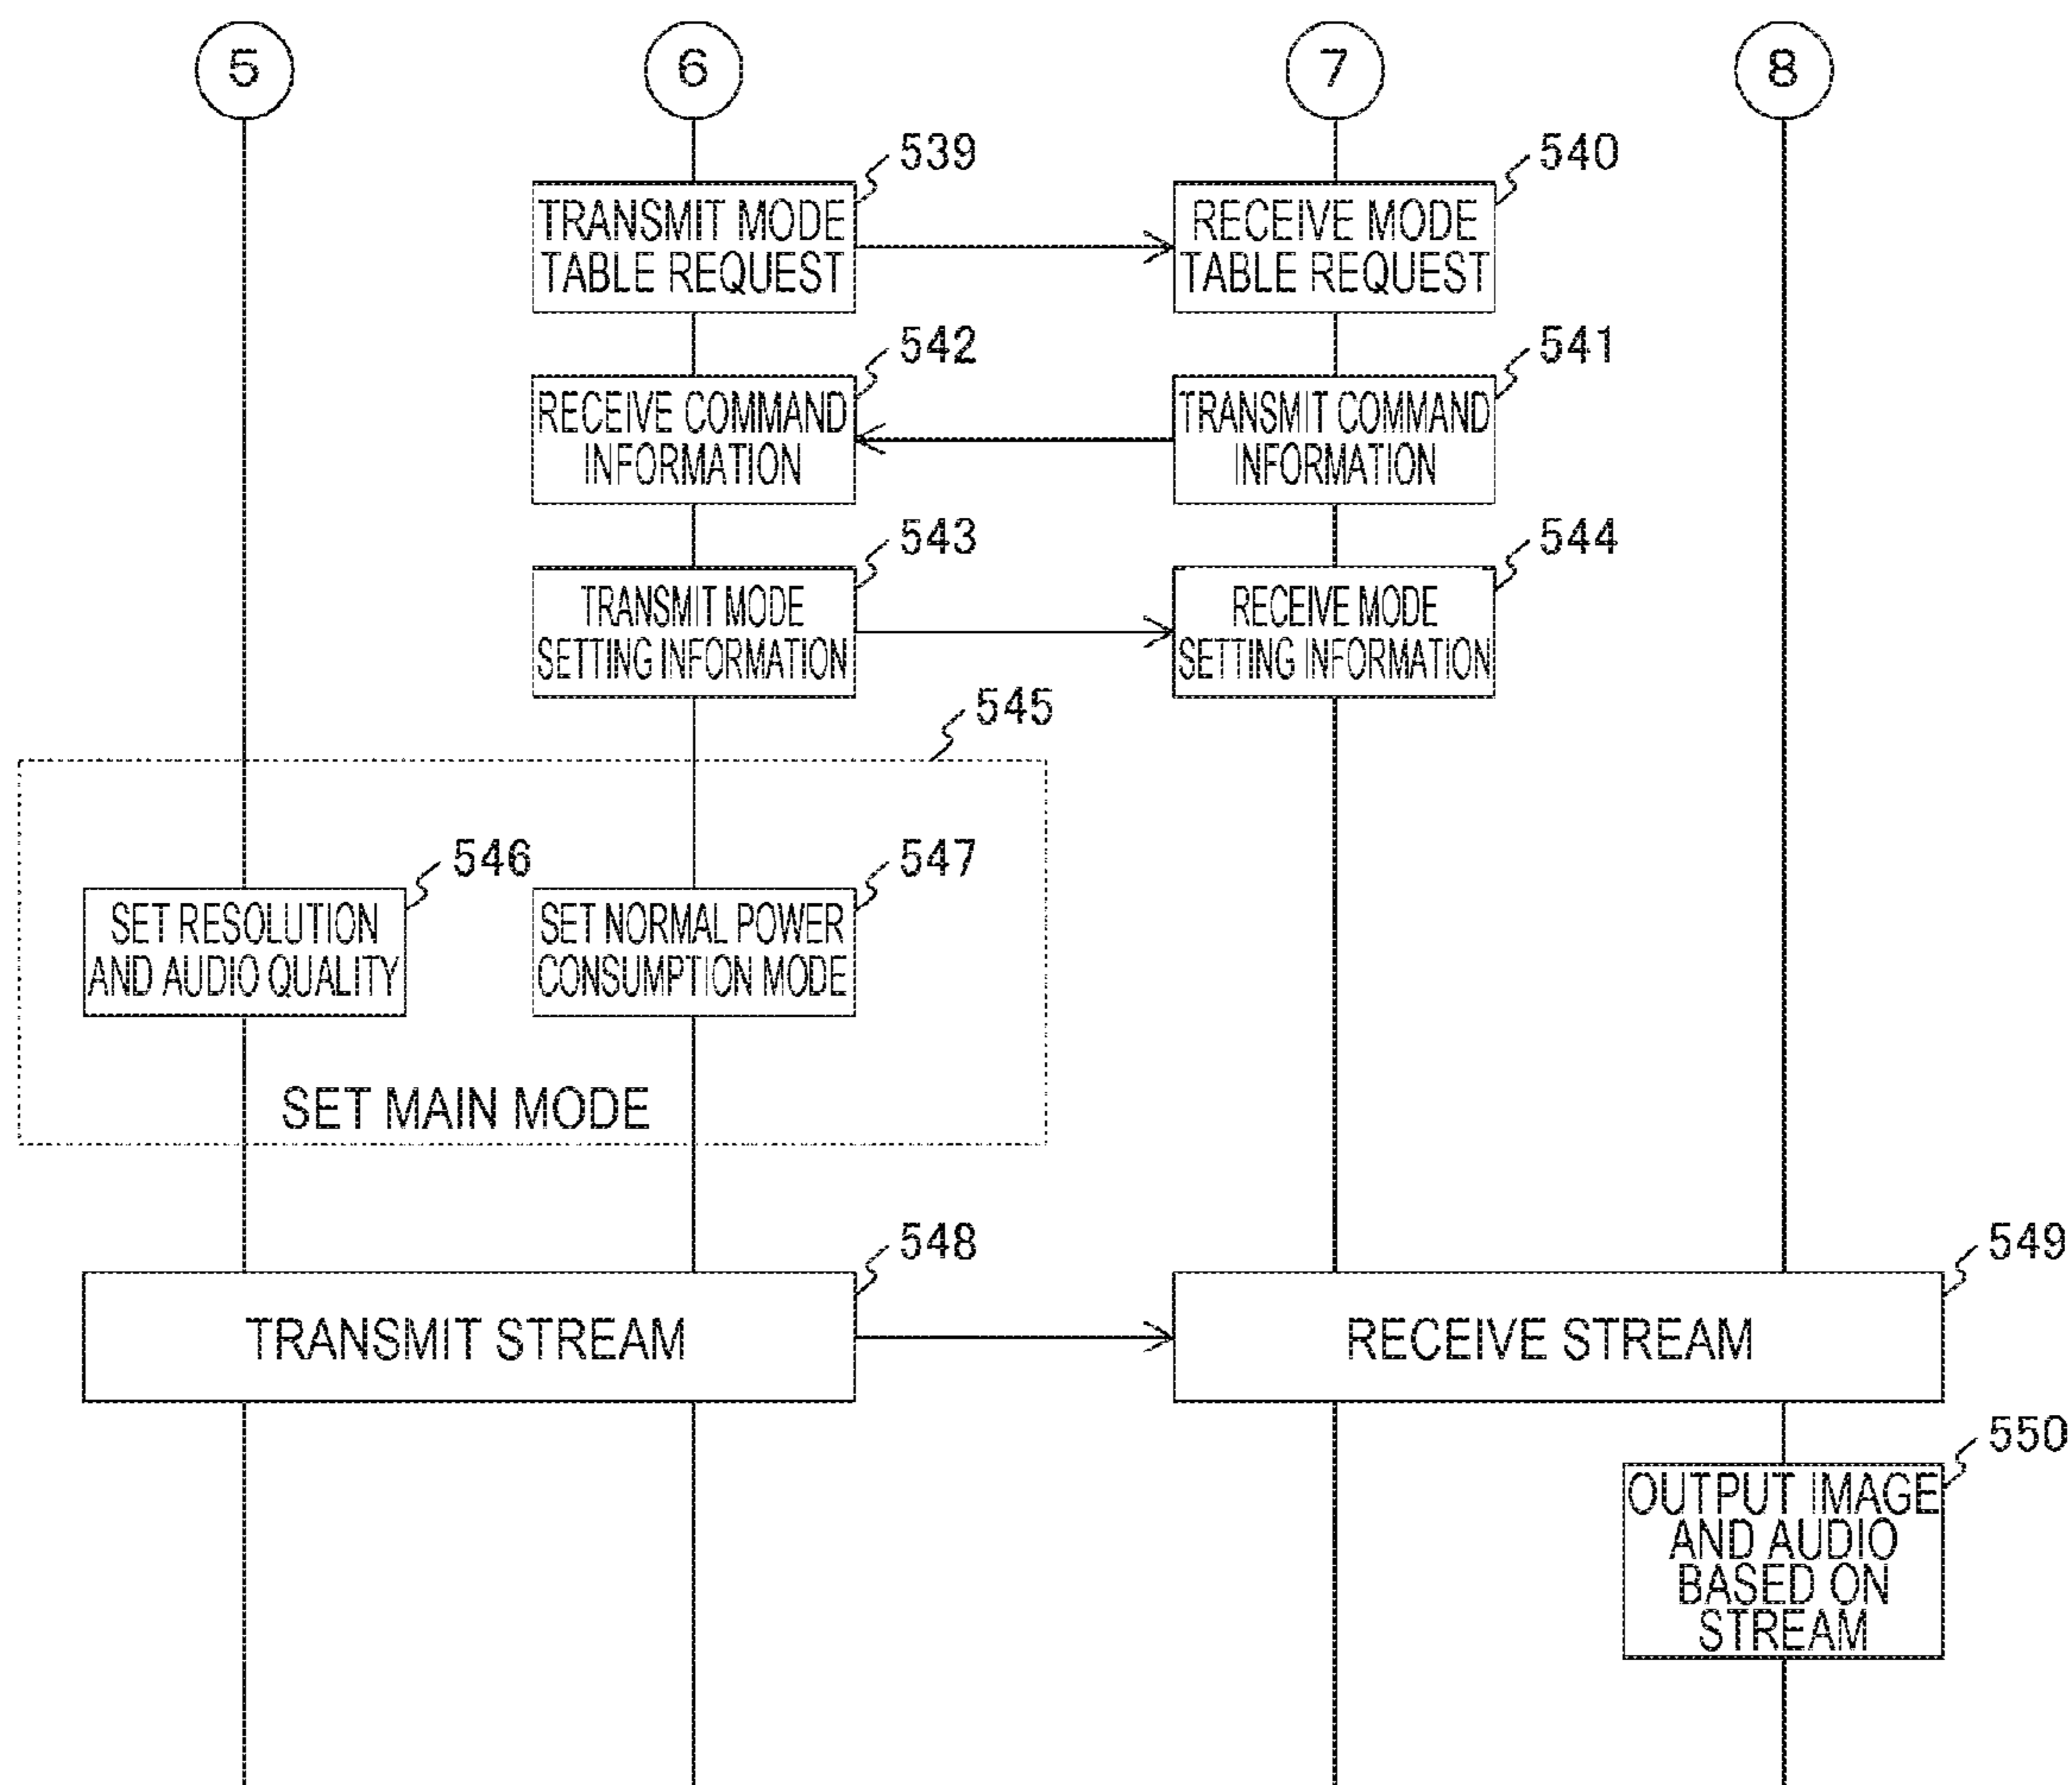 5
6
7
8
539
540
TRANSMIT MODE
TABLE REQUEST
RECEIVE MODE
TABLE REQUEST
542
541
RECEIVE COMMAND
INFORMATION
TRANSMIT COMMAND
INFORMATION
543
544
TRANSMIT MODE
SETTING INFORMATION
RECEIVE MODE
SETTING INFORMATION
545
546
547
SET RESOLUTION
AND AUDIO QUALITY
SET NORMAL POWER
CONSUMPTION MODE
SET MAIN MODE
548
549
TRANSMIT STREAM
RECEIVE STREAM
550
OUTPUT IMAGE
AND AUDIO
BASED ON
STREAM